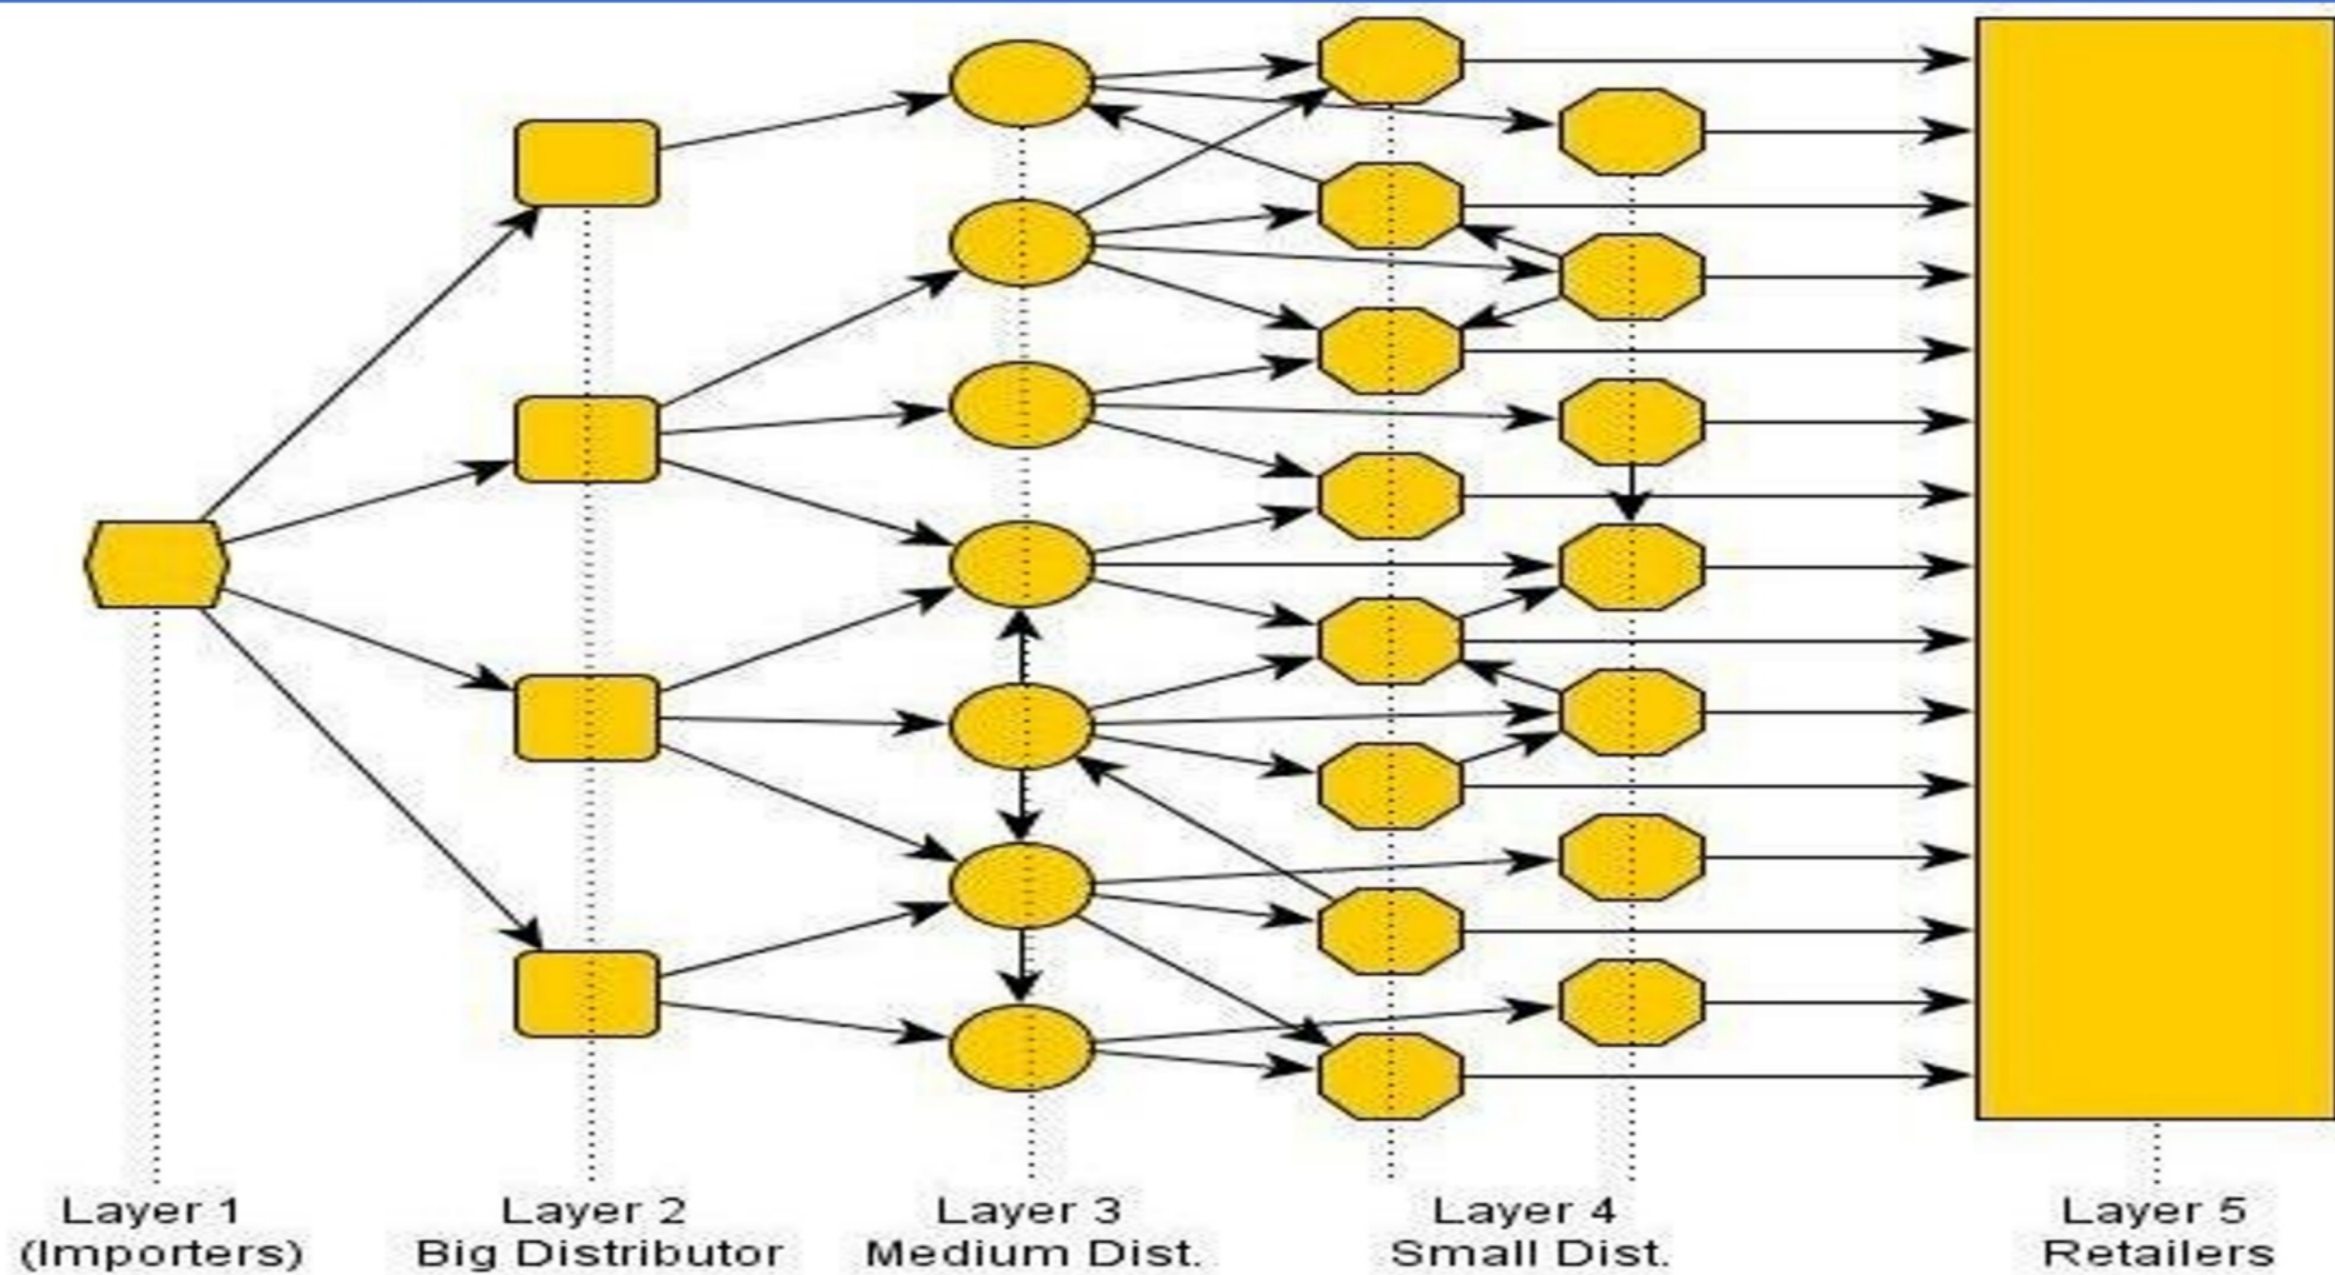 Layer 1
(Importers)
Layer 2
Big Distributor
Layer 3
Medium Dist.
Layer 4
Small Dist.
Layer 5
Retailers